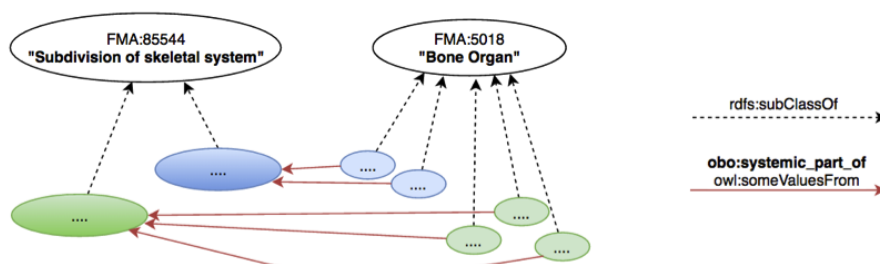 FMA:85544
"Subdivision of skeletal system"
FMA:5018
"Bone Organ"
rdfs:subClassOf
obo:systemic_part_of
owl:someValuesFrom
....
....
....
....
....
....
....